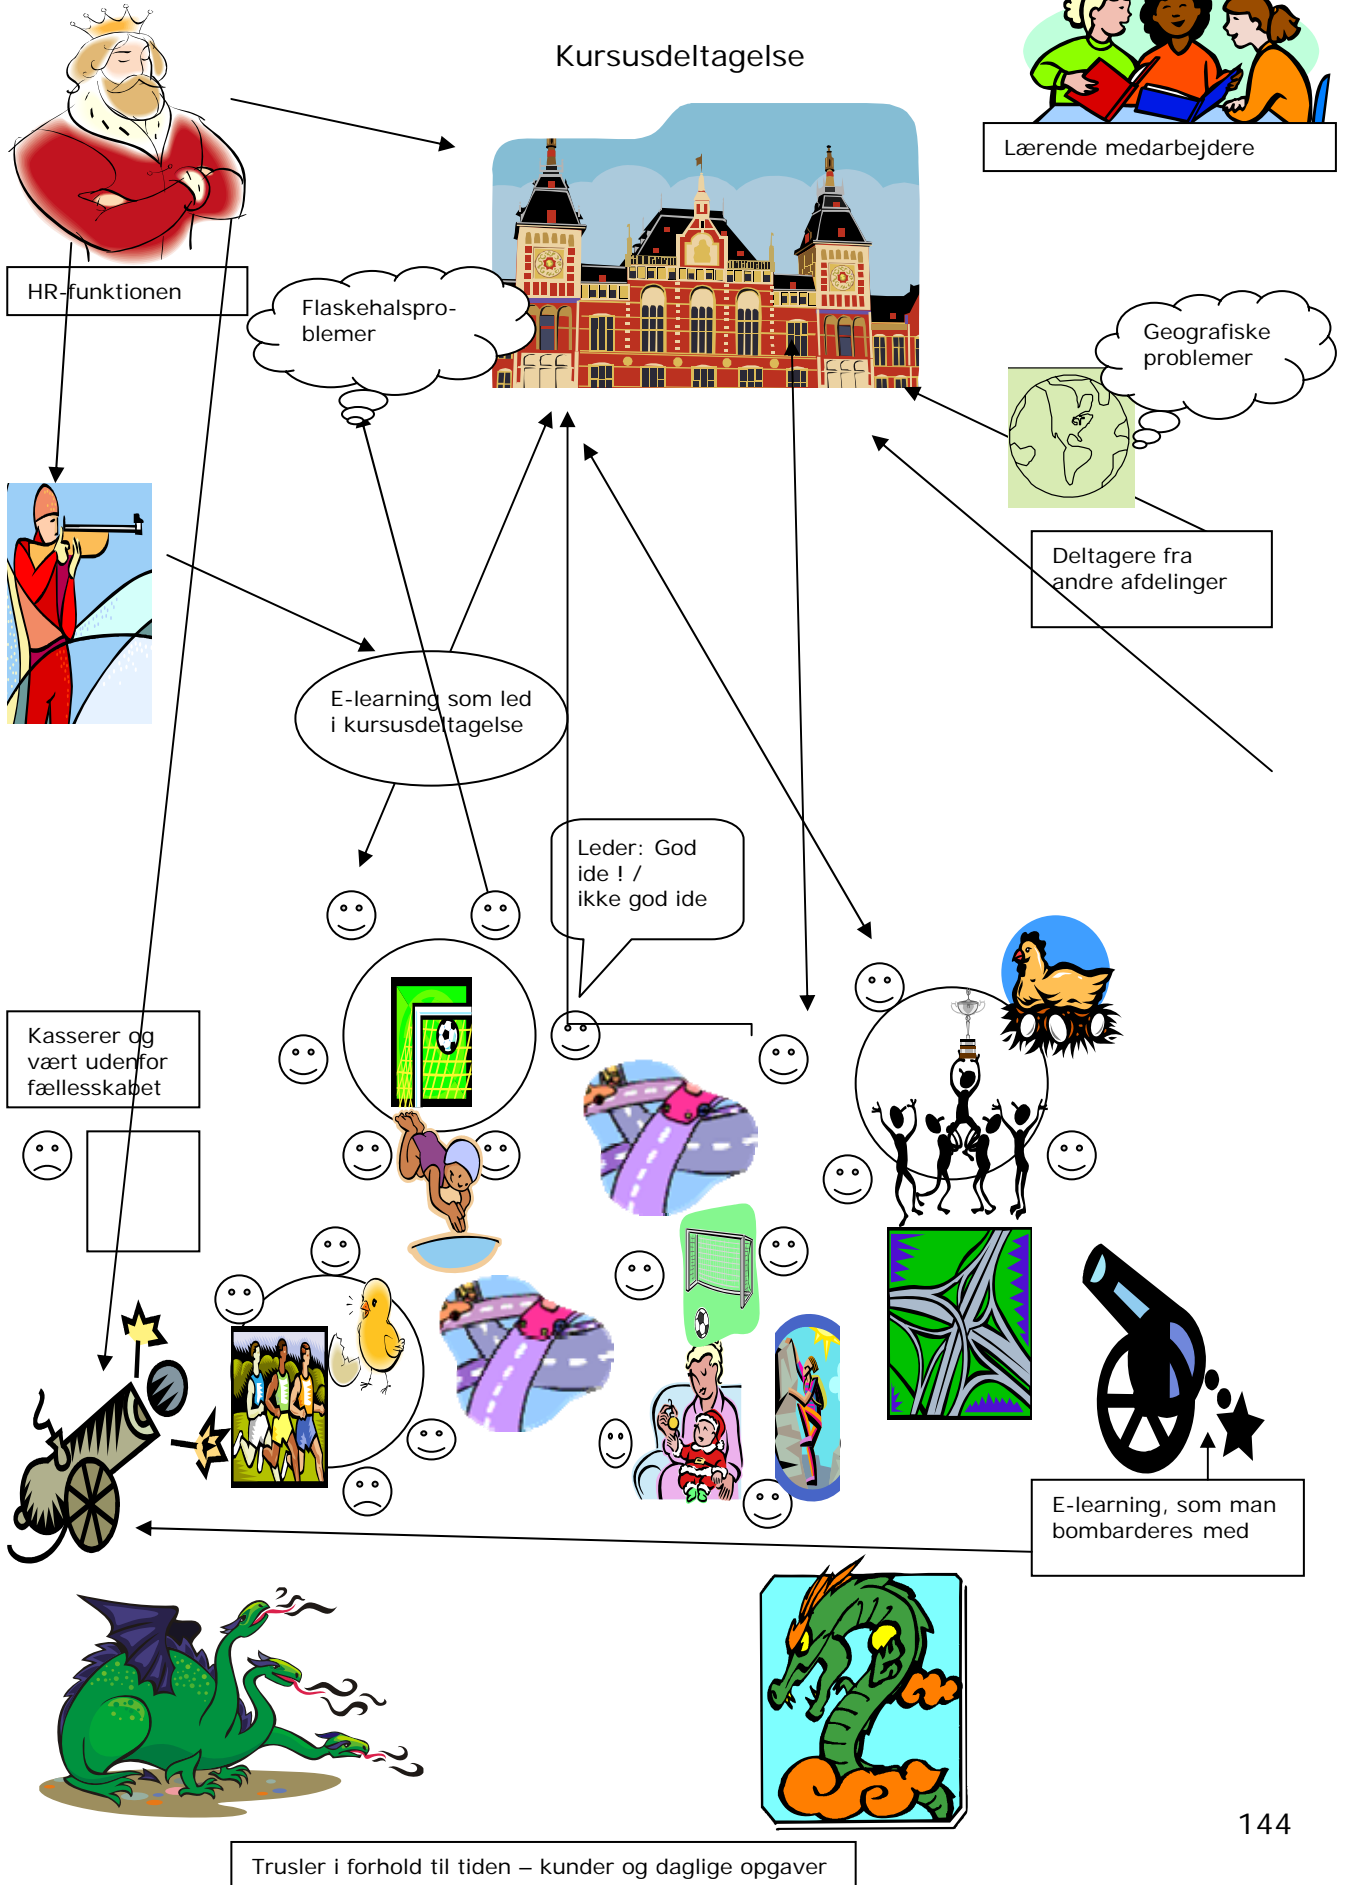 Kursusdeltagelse
Lærende medarbejdere
HR-funktionen
Flaskehalspro-
blemer
Geografiske
problemer
Deltagere fra
andre afdelinger
E-learning som led
i kursusdeltagelse
Leder: God
ide ! /
ikke god ide
Kasserer og
vært udenfor
fællesskabet
E-learning, som man
bombarderes med
144
Trusler i forhold til tiden – kunder og daglige opgaver